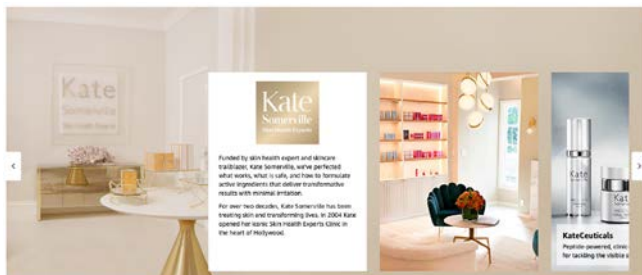 Kate
Somerville
Kate
Somerville
Skin Health Experts
Funded by skin health expert and skincare
trailblazer, Kate Somerville, we've perfected
what works, what is safe, and how to formulate
active ingredients that deliver transformative
results with minimal irritation.
For over two decades, Kate Somerville has been
treating skin and transforming lives. In 2004 Kate
opened her iconic Skin Health Experts Clinic in
the heart of Hollywood.
Kate
KateCeuticals
Peptide-powered, clinic
for tackling the visible